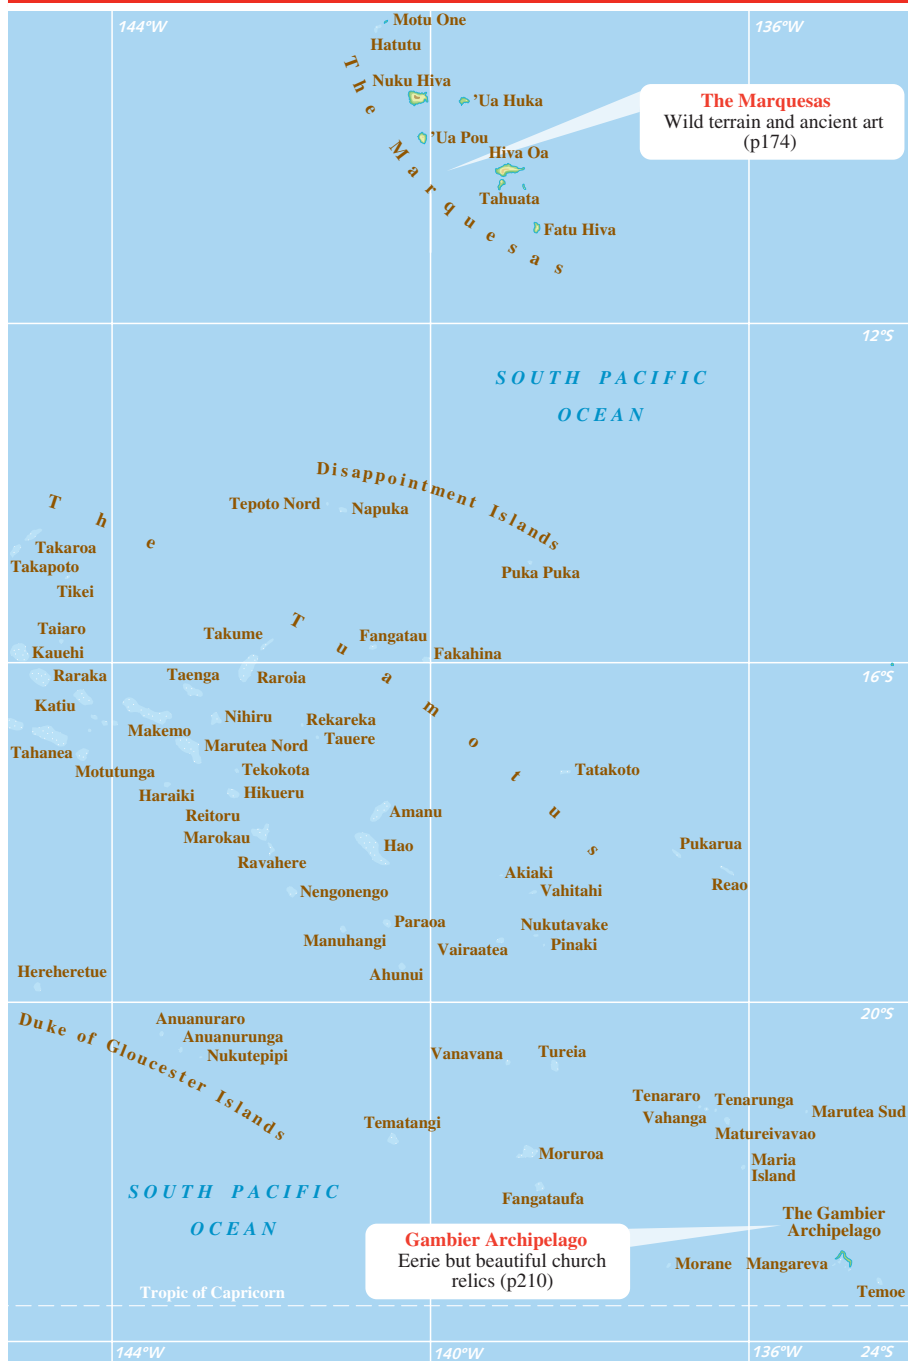 144°W
136°W
Motu One
Hatutu
The Marquesas
Nuku Hiva
'Ua Huka
'Ua Pou
Hiva Oa
Tahuata
Fatu Hiva
The Marquesas
Wild terrain and ancient art
(p174)
12°S
SOUTH PACIFIC
OCEAN
Disappointment Islands
Tepoto Nord
Napuka
Puka Puka
The Tuamotus
Takaroa
Takapoto
Tikei
Taiaro
Kauehi
Takume
Fangatau
Fakahina
16°S
Raraka
Taenga
Raroia
Katiu
Nihiru
Rekareka
Makemo
Tauere
Marutea Nord
Tahanea
Motutunga
Tekokota
Tatakoto
Haraiki
Hikueru
Reitoru
Amanu
Marokau
Hao
Pukarua
Ravahere
Akiaki
Reao
Nengonengo
Vahitahi
Paraoa
Nukutavake
Manuhangi
Vairaatea
Pinaki
Hereheretue
Ahunui
20°S
Duke of Gloucester Islands
Anuanuraro
Anuanurunga
Nukutepipi
Vanavana
Tureia
Tenararo
Tenarunga
Vahanga
Marutea Sud
Tematangi
Matureivavao
Moruroa
Maria
Island
Fangataufa
SOUTH PACIFIC
OCEAN
The Gambier
Archipelago
Gambier Archipelago
Eerie but beautiful church
relics (p210)
Morane
Mangareva
Temoe
Tropic of Capricorn
144°W
140°W
136°W
24°S